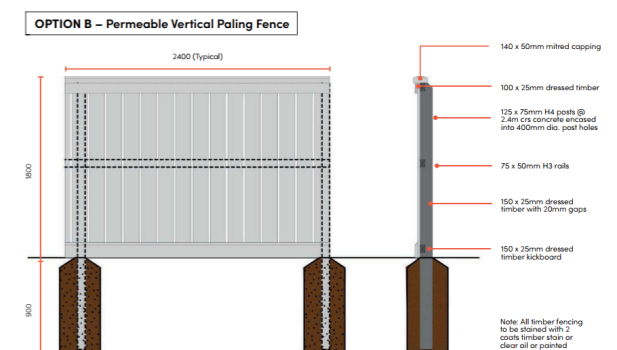 OPTION B – Permeable Vertical Paling Fence
2400 (Typical)
140 x 50mm mitred capping
100 x 25mm dressed timber
125 x 75mm H4 posts @
2.4m crs concrete encased
into 400mm dia. post holes
1800
75 x 50mm H3 rails
150 x 25mm dressed
timber with 20mm gaps
150 x 25mm dressed
timber kickboard
900
Note: All timber fencing
to be stained with 2
coats timber stain or
clear oil or painted